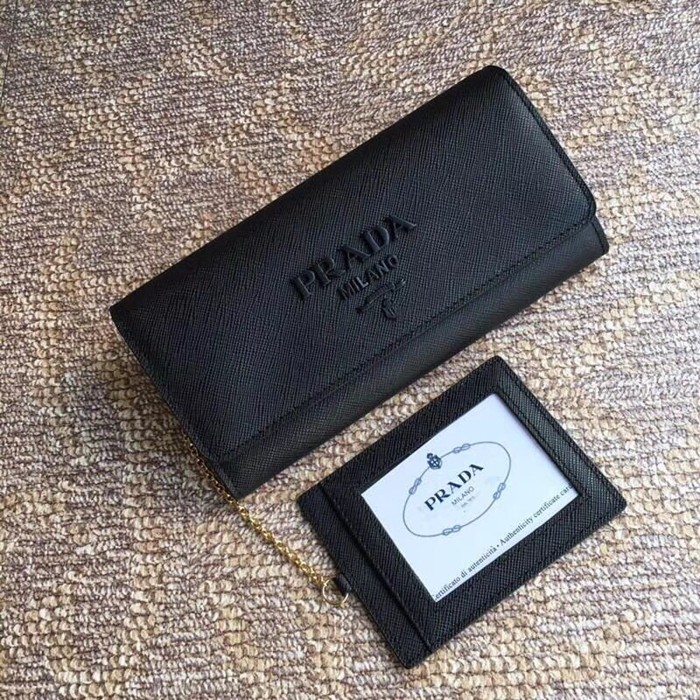 PRADA
MILANO
PRADA
MILANO
Certificato di autenticità • Authenticity certificate